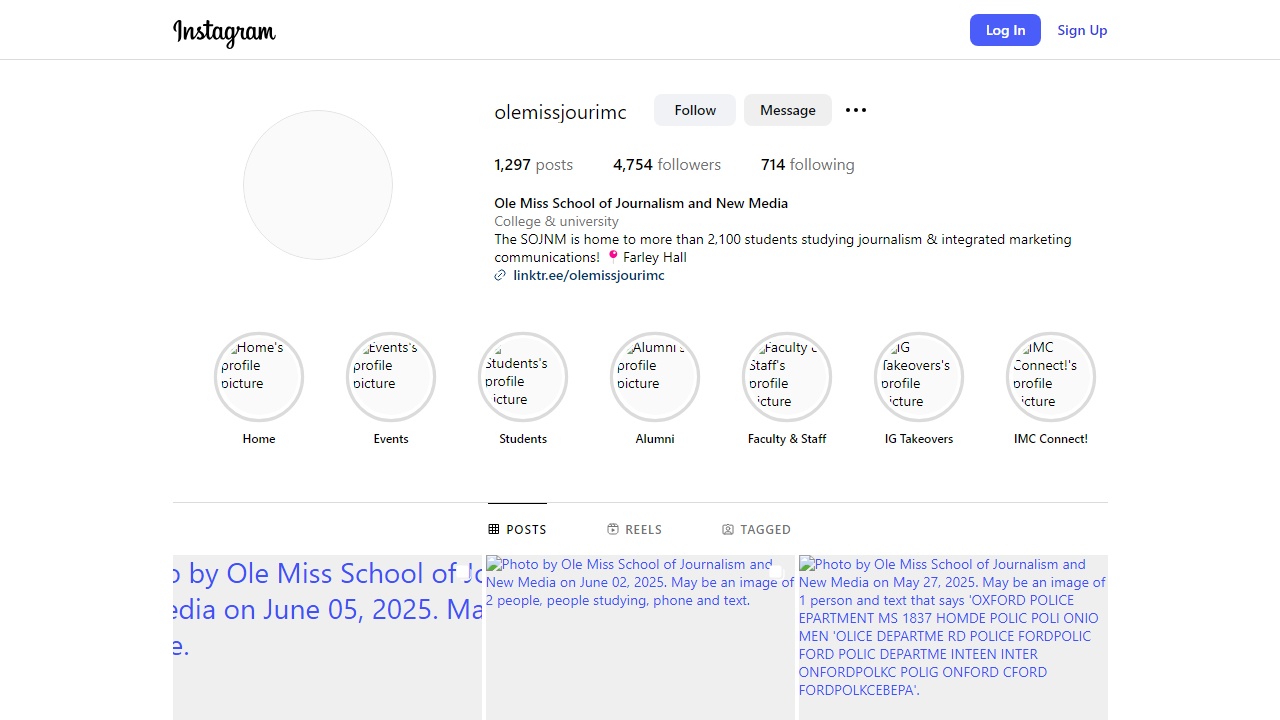 Instagram
Log In
Sign Up
olemissjourimc
Follow
Message
1,297 posts
4,754 followers
714 following
Ole Miss School of Journalism and New Media
College & university
The SOJNM is home to more than 2,100 students studying journalism & integrated marketing
communications! 📍 Farley Hall
linktr.ee/olemissjourimc
Home's
profile
picture
Events's
profile
picture
Students's
profile
picture
Alumni's
profile
picture
Faculty &
Staff's
profile
picture
IG
Takeovers's
profile
picture
IMC
Connect!'s
profile
picture
Home
Events
Students
Alumni
Faculty & Staff
IG Takeovers
IMC Connect!
POSTS
REELS
TAGGED
by Ole Miss School of
edia on June 05, 2025. Ma
e.
Photo by Ole Miss School of Journalism and
New Media on June 02, 2025. May be an image of
2 people, people studying, phone and text.
Photo by Ole Miss School of Journalism and
New Media on May 27, 2025. May be an image of
1 person and text that says 'OXFORD POLICE
EPARTMENT MS 1837 HOMDE POLIC POLI ONIO
MEN 'OLICE DEPARTME RD POLICE FORDPOLIC
FORD POLIC DEPARTME INTEEN INTER
ONFORDPOLKC POLIG ONFORD CFORD
FORDPOLKCEBEPA'.